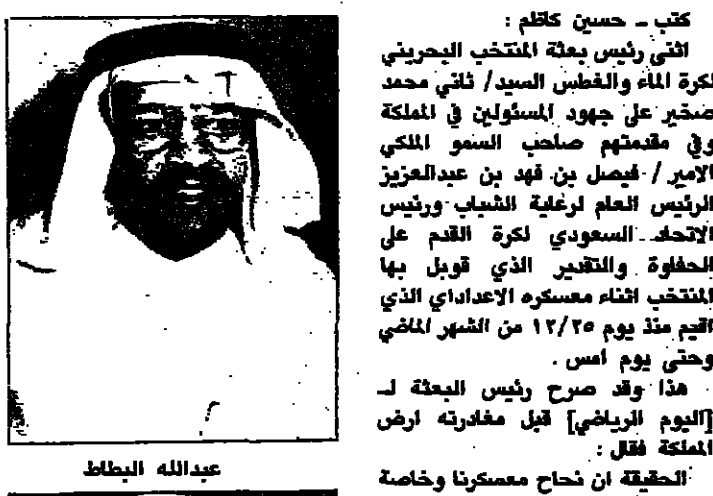 كتب ـ حسين كاظم :
اثنى رئيس بعثة المنتخب البحريني
لكرة الماء والغطس السيد/ ثاني محمد
صخير على جهود المسئولين في المملكة
وفي مقدمتهم صاحب السمو الملكي
الامير / فيصل بن فهد بن عبدالعزيز
الرئيس العام لرعاية الشباب ورئيس
الاتحاد السعودي لكرة القدم على
الحفاوة والتقدير الذي قوبل بها
المنتخب اثناء معسكره الاعداداي الذي
اقيم منذ يوم ١٢/٢٥ من الشهر الماضي
وحتى يوم امس .
هذا وقد صرح رئيس البعثة لـ
[اليوم الرياضي] قبل مغادرته ارض
المملكة فقال :
الحقيقة ان نجاح معسكرنا وخاصة
عبدالله البطاط